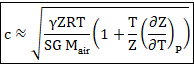 c ≈ √(γZRT / (SG M_air)) (1 + T/Z (∂Z/∂T)_p)